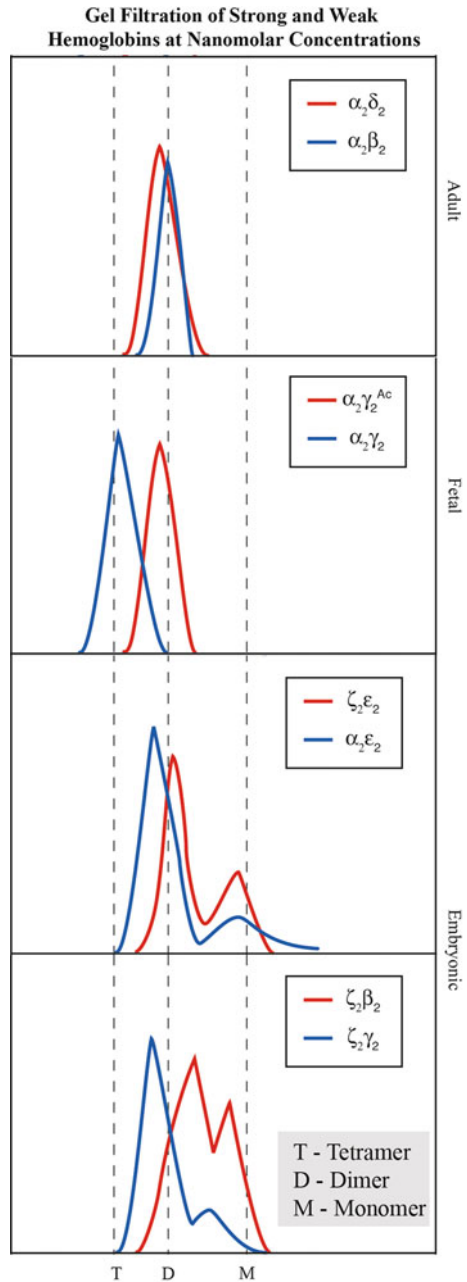 Gel Filtration of Strong and Weak
Hemoglobins at Nanomolar Concentrations
α₂δ₂
α₂β₂
Adult
α₂γ₂ᴬᶜ
α₂γ₂
Fetal
ζ₂ε₂
α₂ε₂
Embryonic
ζ₂β₂
ζ₂γ₂
T - Tetramer
D - Dimer
M - Monomer
T D M